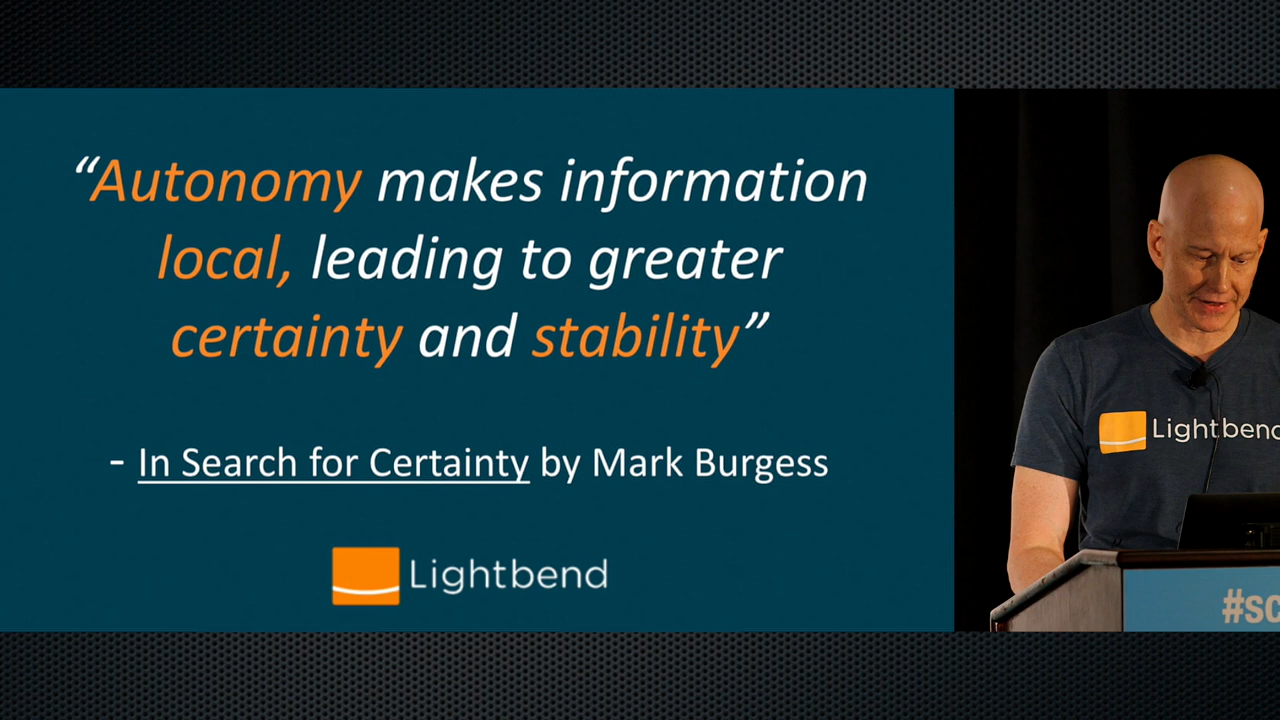 “Autonomy makes information
local, leading to greater
certainty and stability”
- In Search for Certainty by Mark Burgess
Lightbend
Lightbend
#sc